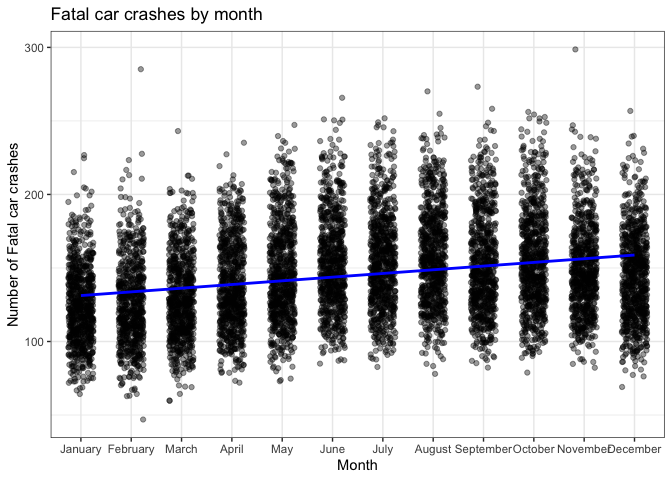 Fatal car crashes by month
Number of Fatal car crashes
300
200
100
January February March April May June July August September October November December
Month